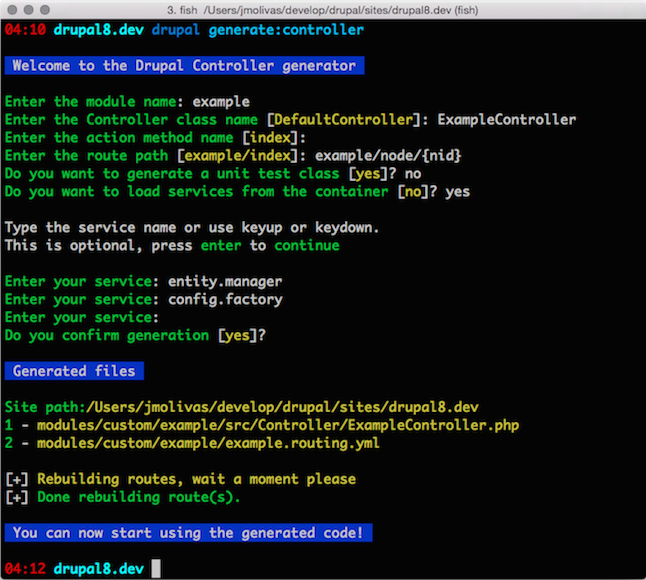 3. fish /Users/jmolivas/develop/drupal/sites/drupal8.dev (fish)
04:10 drupal8.dev drupal generate:controller
Welcome to the Drupal Controller generator
Enter the module name: example
Enter the Controller class name [DefaultController]: ExampleController
Enter the action method name [index]:
Enter the route path [example/index]: example/node/{nid}
Do you want to generate a unit test class [yes]? no
Do you want to load services from the container [no]? yes
Type the service name or use keyup or keydown.
This is optional, press enter to continue
Enter your service: entity.manager
Enter your service: config.factory
Enter your service:
Do you confirm generation [yes]?
Generated files
Site path:/Users/jmolivas/develop/drupal/sites/drupal8.dev
1 - modules/custom/example/src/Controller/ExampleController.php
2 - modules/custom/example/example.routing.yml
[+] Rebuilding routes, wait a moment please
[+] Done rebuilding route(s).
You can now start using the generated code!
04:12 drupal8.dev